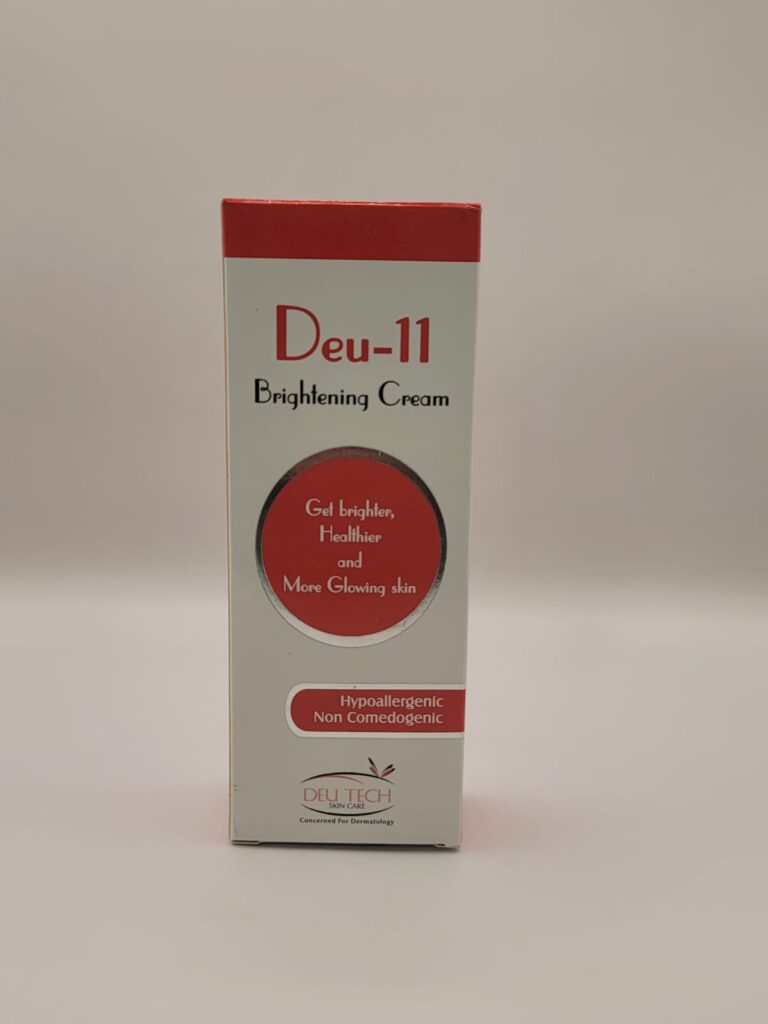 Deu-11
Brightening Cream
Get brighter,
Healthier
and
More Glowing skin
Hypoallergenic
Non Comedogenic
DEU TECH
SKIN CARE
Concerned For Dermatology